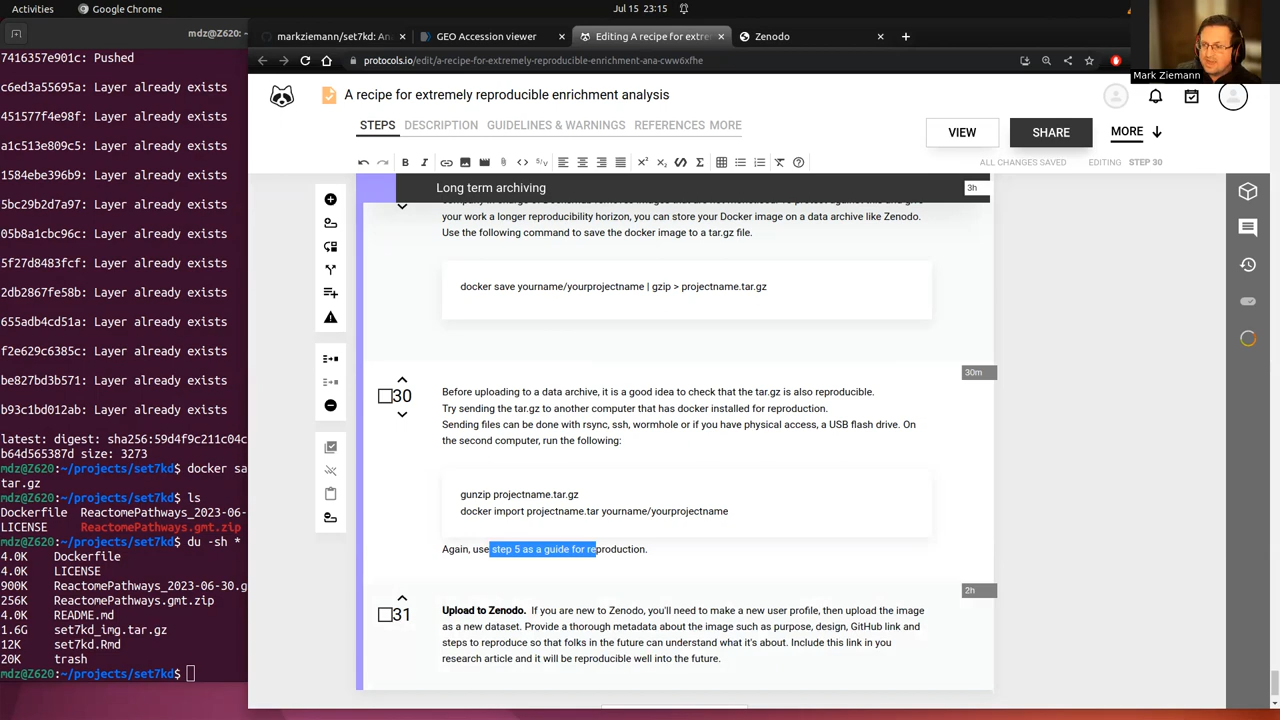 Activities
Google Chrome
Jul 15 23:15
mdz@Z620: ~
markziemann/set7kd: An
GEO Accession viewer
Editing A recipe for extrem
Zenodo
protocols.io/edit/a-recipe-for-extremely-reproducible-enrichment-ana-cww6xfhe
Mark Ziemann
A recipe for extremely reproducible enrichment analysis
STEPS
DESCRIPTION
GUIDELINES & WARNINGS
REFERENCES
MORE
VIEW
SHARE
MORE
ALL CHANGES SAVED
EDITING
STEP 30
7416357e901c: Pushed
c6ed3a55695a: Layer already exists
451577f4e98f: Layer already exists
a1c513e809c5: Layer already exists
1584ebe396b9: Layer already exists
5bc29b2d7a97: Layer already exists
05b8a1cbc96c: Layer already exists
5f27d8483fcf: Layer already exists
2db2867fe58b: Layer already exists
655adb4cd51a: Layer already exists
f2e629c6385c: Layer already exists
be827bd3b571: Layer already exists
b93c1bd012ab: Layer already exists
latest: digest: sha256:59d4f9c211c04c
b64d565387d size: 3273
mdz@Z620:~/projects/set7kd$ docker sa
tar.gz
mdz@Z620:~/projects/set7kd$ ls
Dockerfile ReactomePathways_2023-06-
LICENSE ReactomePathways.gmt.zip
mdz@Z620:~/projects/set7kd$ du -sh *
4.0K Dockerfile
4.0K LICENSE
900K ReactomePathways_2023-06-30.g
256K ReactomePathways.gmt.zip
4.0K README.md
1.6G set7kd_img.tar.gz
12K set7kd.Rmd
20K trash
mdz@Z620:~/projects/set7kd$
Long term archiving
3h
your work a longer reproducibility horizon, you can store your Docker image on a data archive like Zenodo.
Use the following command to save the docker image to a tar.gz file.
docker save yourname/yourprojectname | gzip > projectname.tar.gz
30m
30
Before uploading to a data archive, it is a good idea to check that the tar.gz is also reproducible.
Try sending the tar.gz to another computer that has docker installed for reproduction.
Sending files can be done with rsync, ssh, wormhole or if you have physical access, a USB flash drive. On
the second computer, run the following:
gunzip projectname.tar.gz
docker import projectname.tar yourname/yourprojectname
Again, use step 5 as a guide for reproduction.
2h
31
Upload to Zenodo. If you are new to Zenodo, you'll need to make a new user profile, then upload the image
as a new dataset. Provide a thorough metadata about the image such as purpose, design, GitHub link and
steps to reproduce so that folks in the future can understand what it's about. Include this link in you
research article and it will be reproducible well into the future.